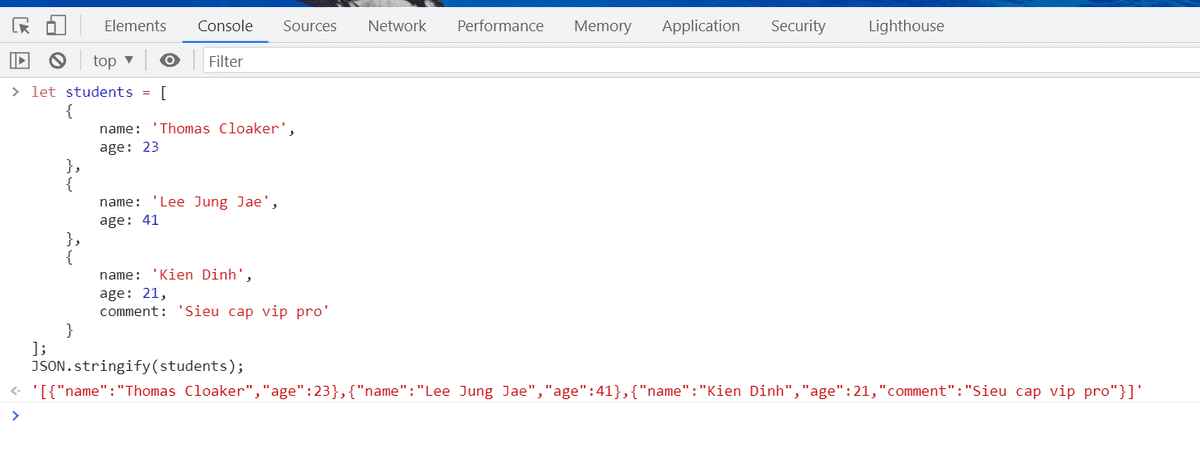 Elements Console Sources Network Performance Memory Application Security Lighthouse
top ▼ Filter
> let students = [
{
name: 'Thomas Cloaker',
age: 23
},
{
name: 'Lee Jung Jae',
age: 41
},
{
name: 'Kien Dinh',
age: 21,
comment: 'Sieu cap vip pro'
}
];
JSON.stringify(students);
'[{"name":"Thomas Cloaker","age":23},{"name":"Lee Jung Jae","age":41},{"name":"Kien Dinh","age":21,"comment":"Sieu cap vip pro"}]'
>